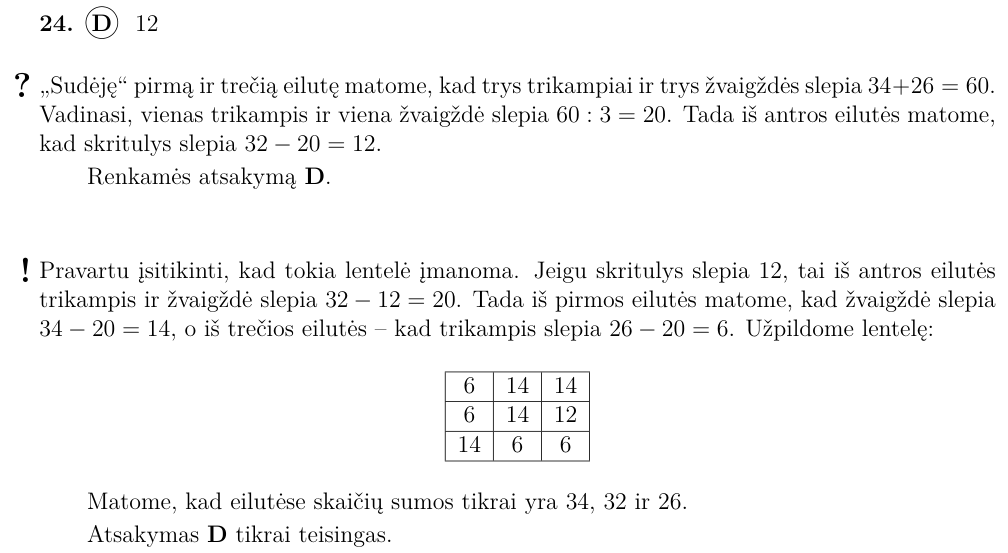 24. D 12
? „Sudėję“ pirmą ir trečią eilutę matome, kad trys trikampiai ir trys žvaigždės slepia 34+26 = 60.
Vadinasi, vienas trikampis ir viena žvaigždė slepia 60 : 3 = 20. Tada iš antros eilutės matome,
kad skritulys slepia 32 − 20 = 12.
Renkamės atsakymą D.
! Pravartu įsitikinti, kad tokia lentelė įmanoma. Jeigu skritulys slepia 12, tai iš antros eilutės
trikampis ir žvaigždė slepia 32 − 12 = 20. Tada iš pirmos eilutės matome, kad žvaigždė slepia
34 − 20 = 14, o iš trečios eilutės – kad trikampis slepia 26 − 20 = 6. Užpildome lentelę:
6 14 14
6 14 12
14 6 6
Matome, kad eilutėse skaičių sumos tikrai yra 34, 32 ir 26.
Atsakymas D tikrai teisingas.